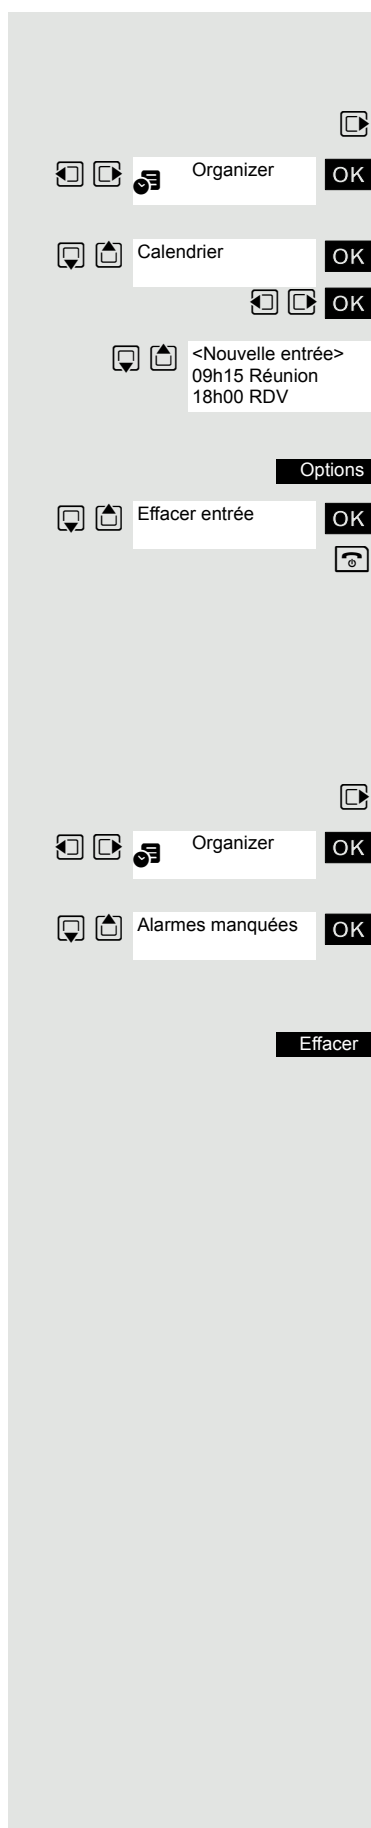 Organizer OK
Calendrier OK
OK
<Nouvelle entrée>
09h15 Réunion
18h00 RDV
Options
Effacer entrée OK
Organizer OK
Alarmes manquées OK
Effacer